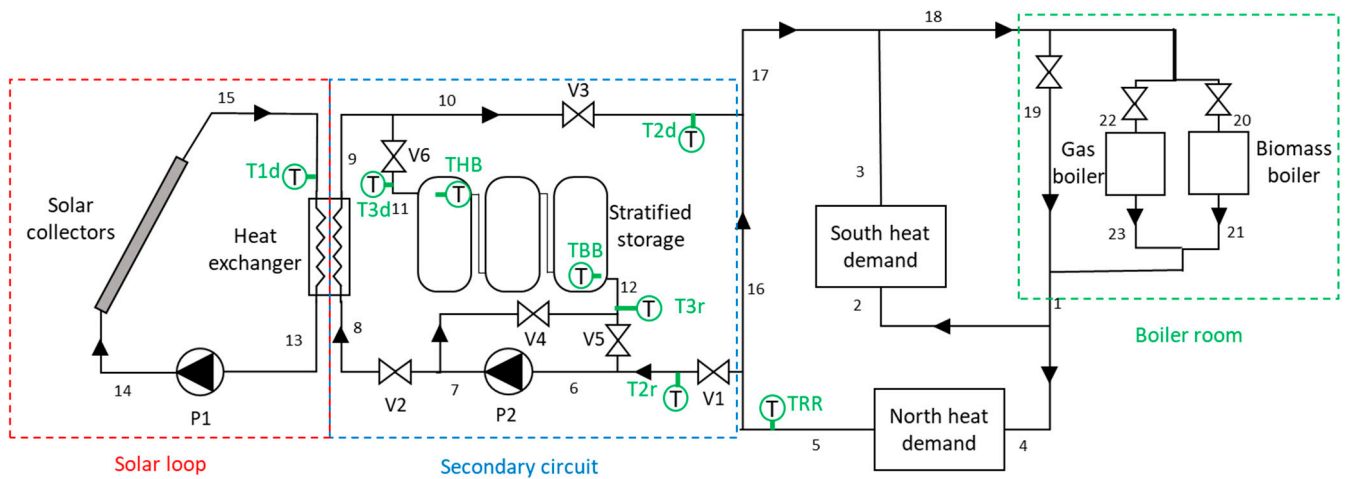 18
15
10
V3
17
T2d
22
20
19
Gas
boiler
Biomass
boiler
T1d
T
9
V6
THB
T
T
T
T3d
11
3
Solar
collectors
Heat
exchanger
Stratified
storage
TBB
T
South heat
demand
23
21
12
T
T3r
16
2
1
Boiler room
13
8
V4
V5
14
P1
V2
7
P2
6
T2r
T
V1
T
TRR
5
North heat
demand
4
Solar loop
Secondary circuit